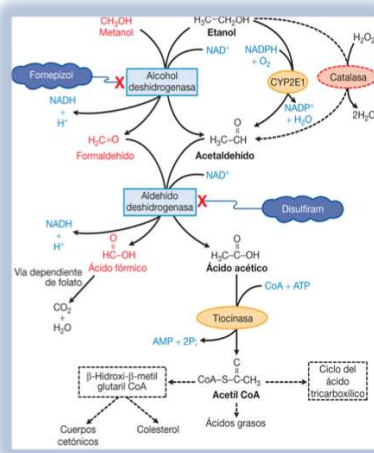 CH₃OH
Metanol
H₃C–CH₂OH
Etanol
NAD⁺
NADPH
+ O₂
H₂O₂
Fomepizol
X
Alcohol
deshidrogenasa
CYP2E1
Catalasa
NADH
+
H⁺
NADP⁺
+ H₂O
2H₂O
H₂C=O
Formaldehído
O
H₃C–CH
Acetaldehído
NAD⁺
Aldehído
deshidrogenasa
X
Disulfiram
NADH
+
H⁺
O
HC–OH
Ácido fórmico
O
H₃C–C–OH
Ácido acético
Vía dependiente
de folato
CO₂
+
H₂O
CoA + ATP
Tiocinasa
AMP + 2Pᵢ
β-Hidroxi-β-metil
glutaril CoA
C
CoA–S–C–CH₃
Acetil CoA
Ciclo del
ácido
tricarboxílico
Cuerpos
cetónicos
Colesterol
Ácidos grasos